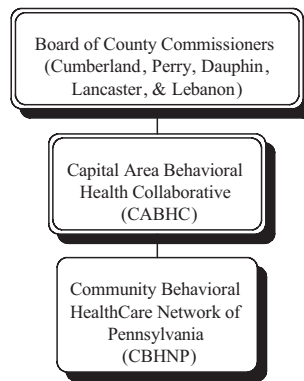 Board of County Commissioners
(Cumberland, Perry, Dauphin,
Lancaster, & Lebanon)
Capital Area Behavioral
Health Collaborative
(CABHC)
Community Behavioral
HealthCare Network of
Pennsylvania
(CBHNP)